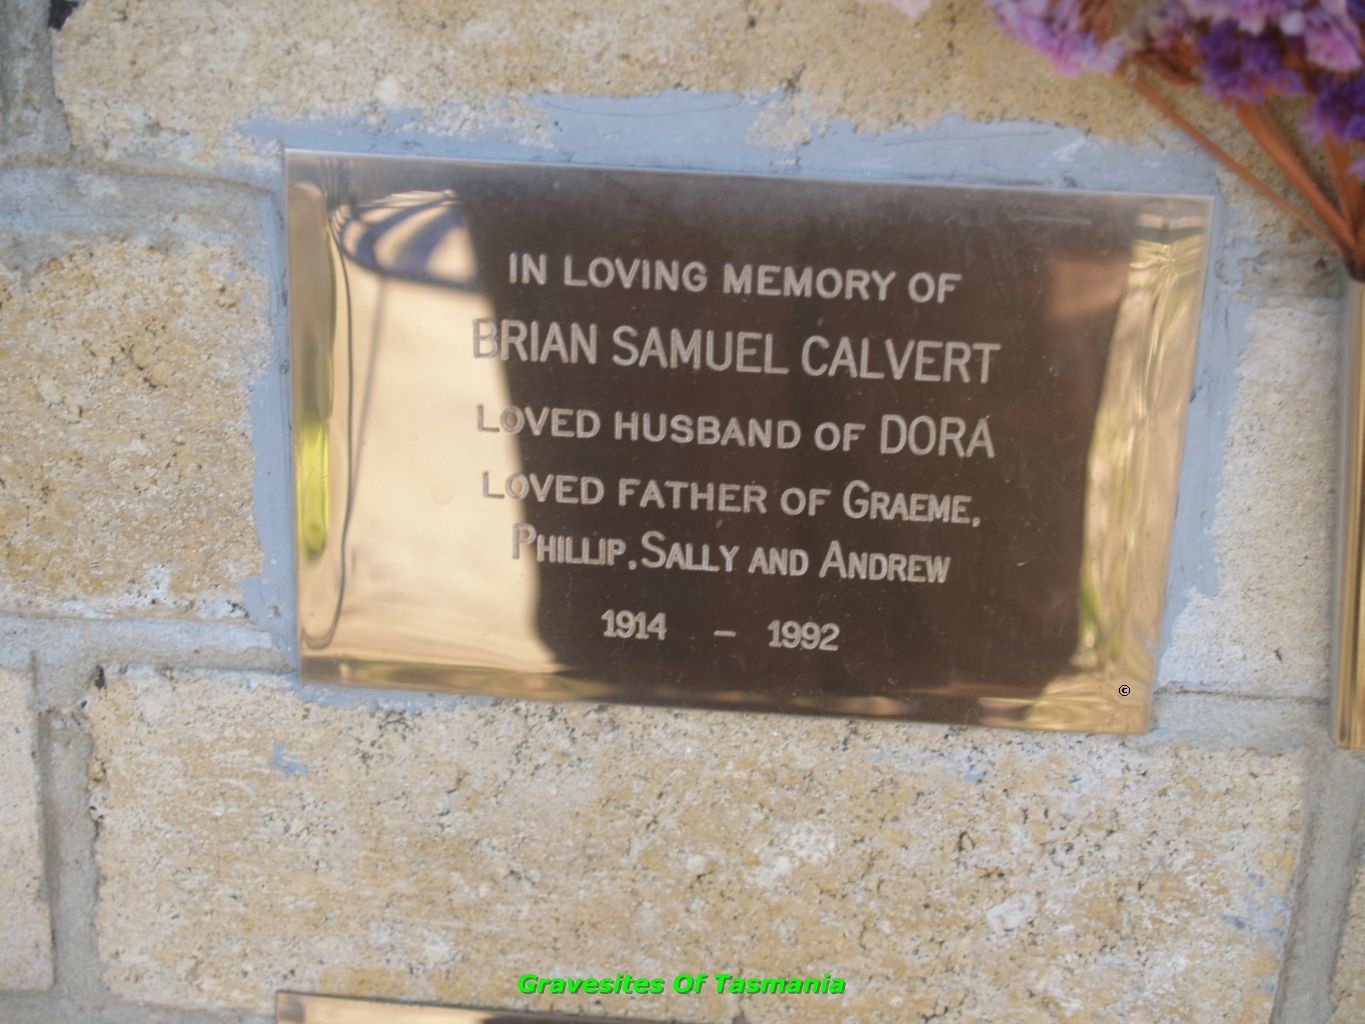 IN LOVING MEMORY OF
BRIAN SAMUEL CALVERT
LOVED HUSBAND OF DORA
LOVED FATHER OF GRAEME,
PHILLIP, SALLY AND ANDREW
1914 – 1992
©
Gravesites Of Tasmania